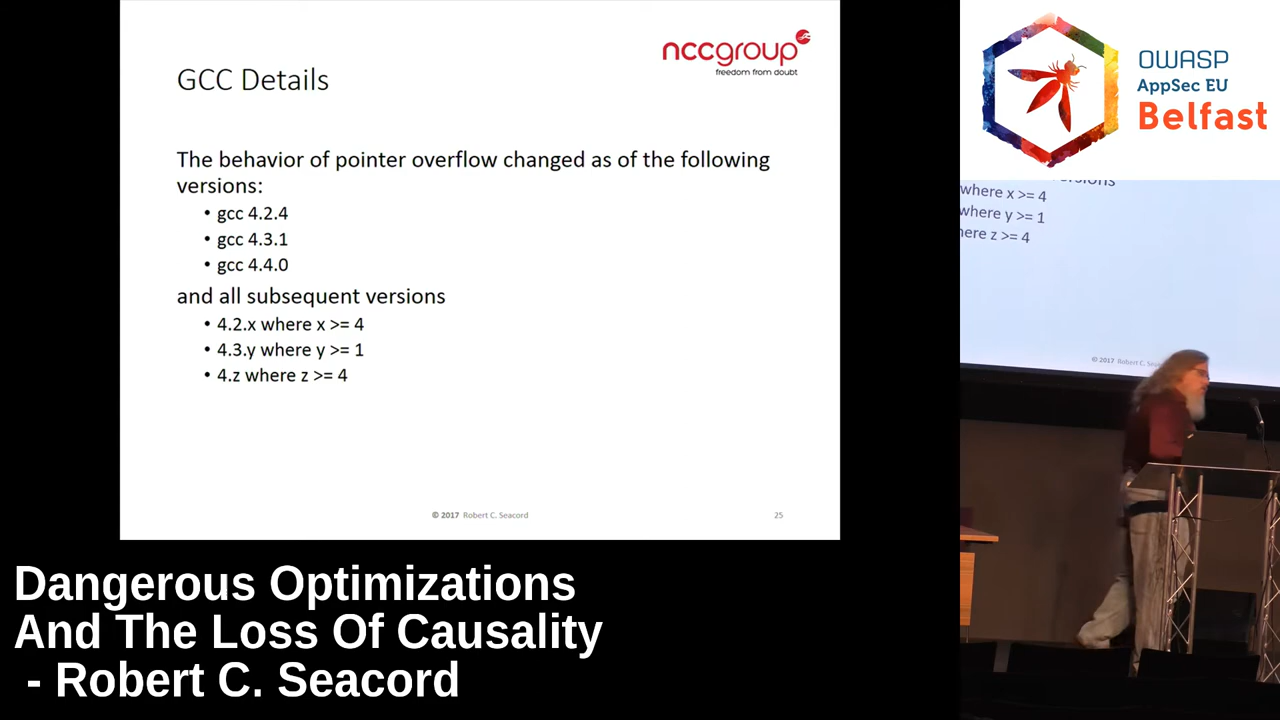 GCC Details
nccgroup
freedom from doubt
The behavior of pointer overflow changed as of the following
versions:
• gcc 4.2.4
• gcc 4.3.1
• gcc 4.4.0
and all subsequent versions
• 4.2.x where x >= 4
• 4.3.y where y >= 1
• 4.z where z >= 4
© 2017 Robert C. Seacord
25
OWASP
AppSec EU
Belfast
where x >= 4
where y >= 1
here z >= 4
© 2017 Robert C. Seacord
Dangerous Optimizations
And The Loss Of Causality
- Robert C. Seacord